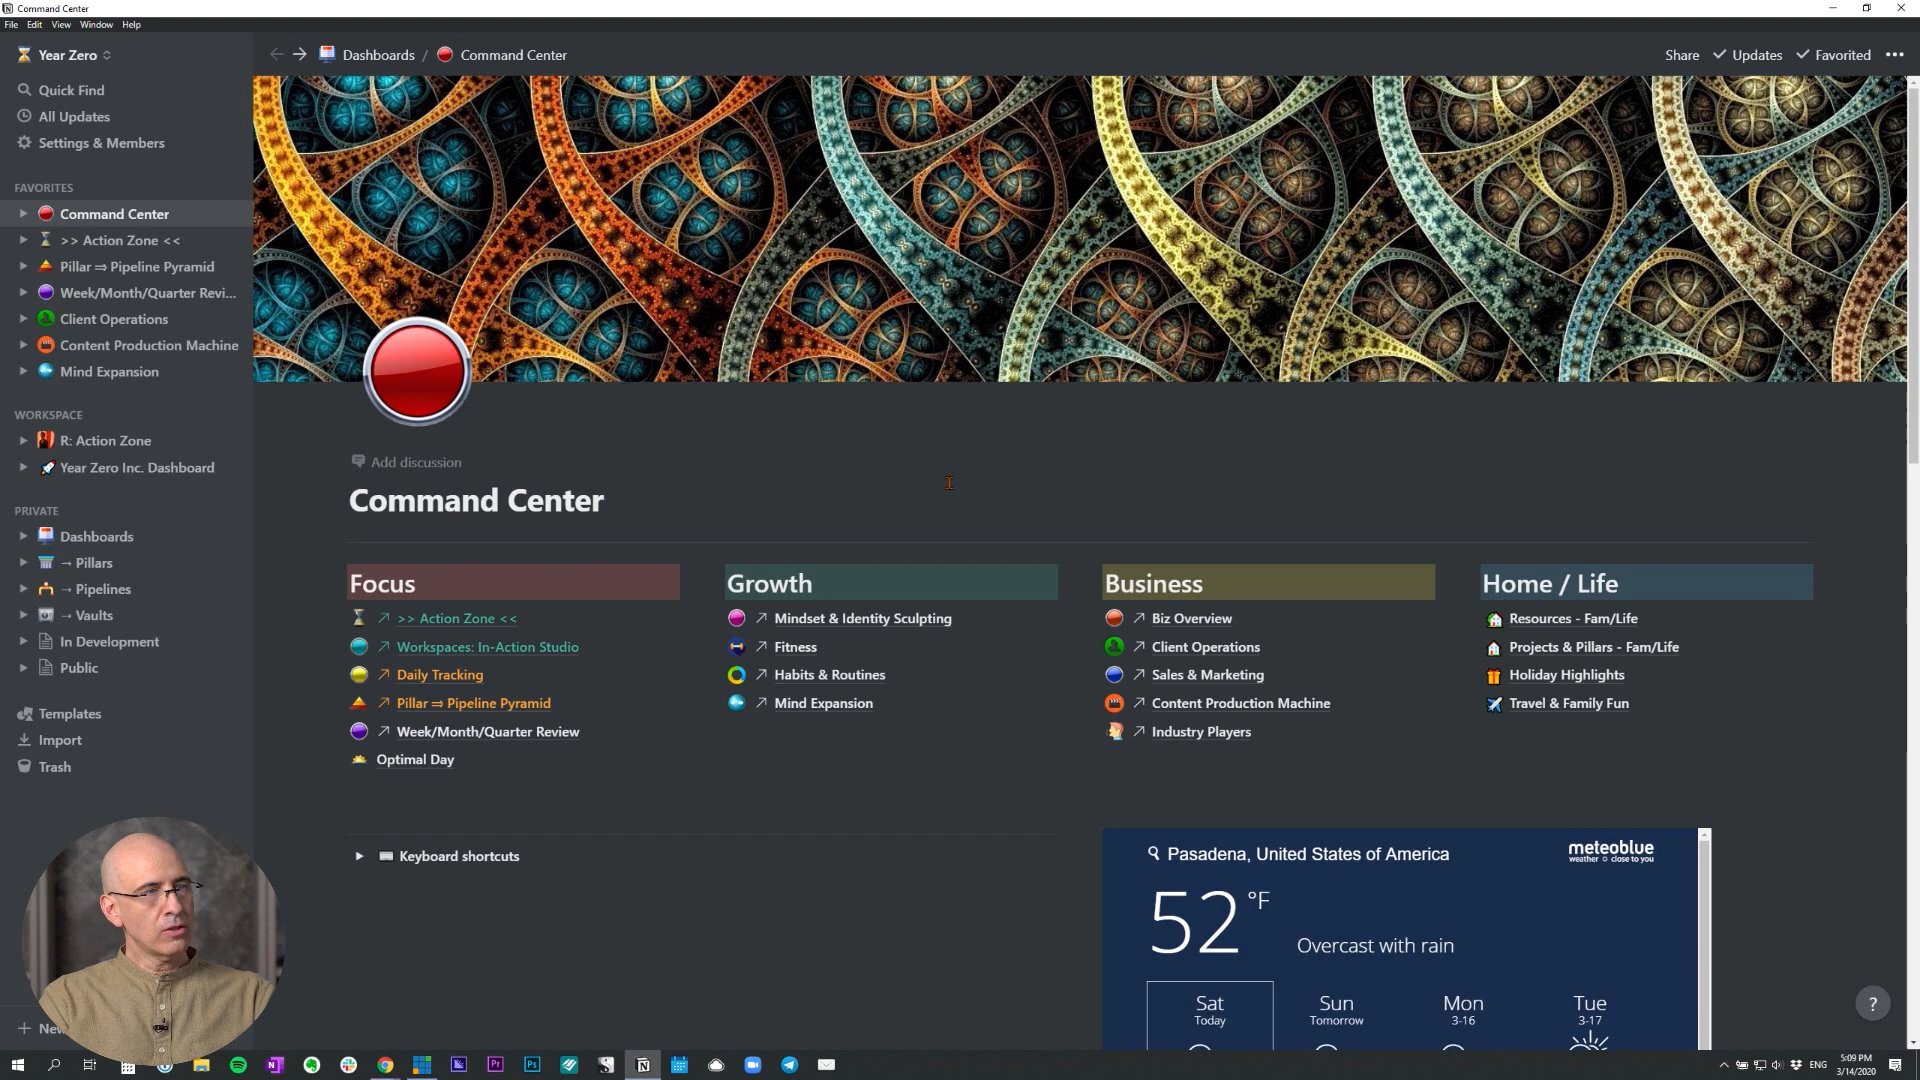 Command Center
File Edit View Window Help
Year Zero
Dashboards / Command Center
Share Updates Favorited •••
Quick Find
All Updates
Settings & Members
FAVORITES
Command Center
>> Action Zone <<
Pillar ⇒ Pipeline Pyramid
Week/Month/Quarter Revi...
Client Operations
Content Production Machine
Mind Expansion
WORKSPACE
R: Action Zone
Year Zero Inc. Dashboard
PRIVATE
Dashboards
→ Pillars
→ Pipelines
→ Vaults
In Development
Public
Templates
Import
Trash
+ New
Add discussion
Command Center
Focus
>> Action Zone <<
Workspaces: In-Action Studio
Daily Tracking
Pillar ⇒ Pipeline Pyramid
Week/Month/Quarter Review
Optimal Day
Growth
Mindset & Identity Sculpting
Fitness
Habits & Routines
Mind Expansion
Business
Biz Overview
Client Operations
Sales & Marketing
Content Production Machine
Industry Players
Home / Life
Resources - Fam/Life
Projects & Pillars - Fam/Life
Holiday Highlights
Travel & Family Fun
Keyboard shortcuts
Pasadena, United States of America
meteoblue
weather close to you
52 °F
Overcast with rain
Sat
Today
Sun
Tomorrow
Mon
3-16
Tue
3-17
?
ENG
5:09 PM
3/14/2020